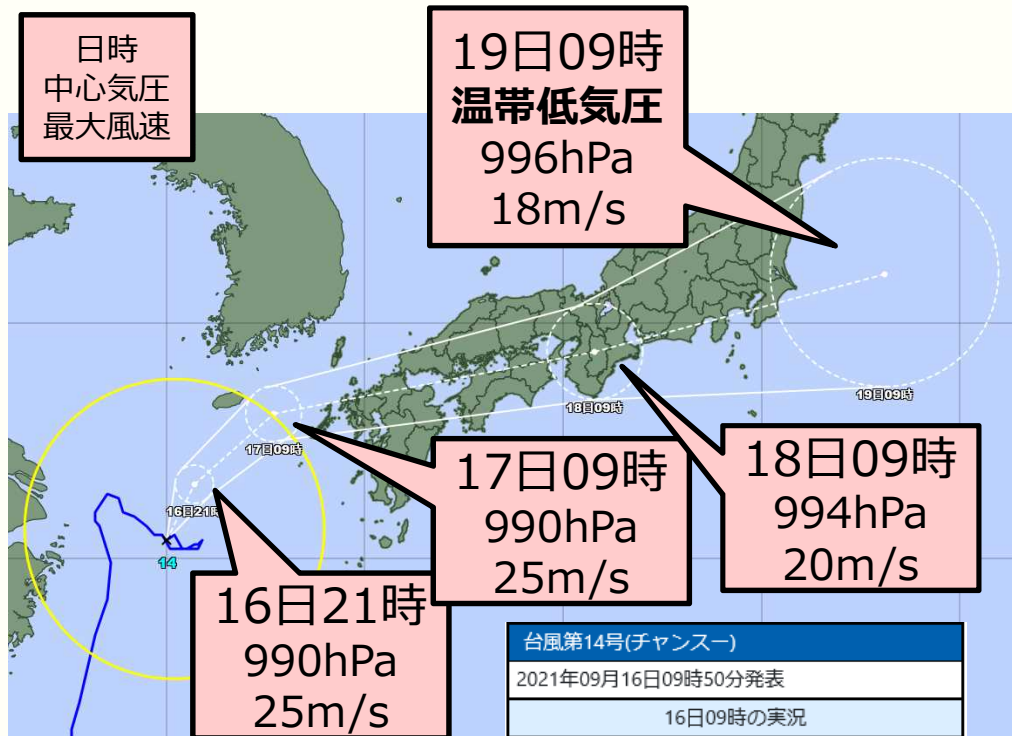 日時
中心気圧
最大風速
19日09時
温帯低気圧
996hPa
18m/s
19日09時
18日09時
17日09時
16日21時
14
17日09時
990hPa
25m/s
18日09時
994hPa
20m/s
16日21時
990hPa
25m/s
台風第14号(チャンスー)
2021年09月16日09時50分発表
16日09時の実況